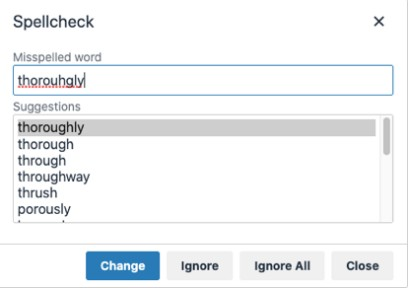 Spellcheck
Misspelled word
thorouhgly
Suggestions
thoroughly
thorough
through
throughway
thrush
porously
Change Ignore Ignore All Close